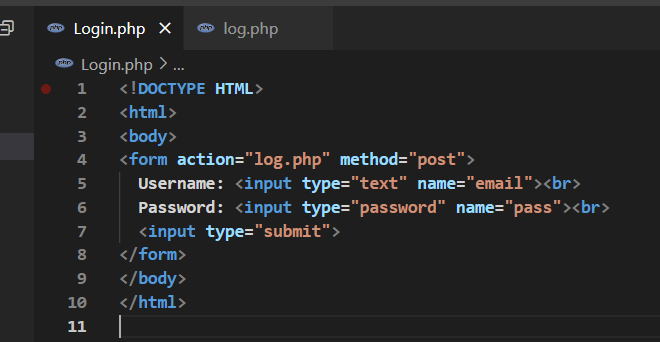 Login.php × php log.php
php Login.php > ...
1 <!DOCTYPE HTML>
2 <html>
3 <body>
4 <form action="log.php" method="post">
5 Username: <input type="text" name="email"><br>
6 Password: <input type="password" name="pass"><br>
7 <input type="submit">
8 </form>
9 </body>
10 </html>
11